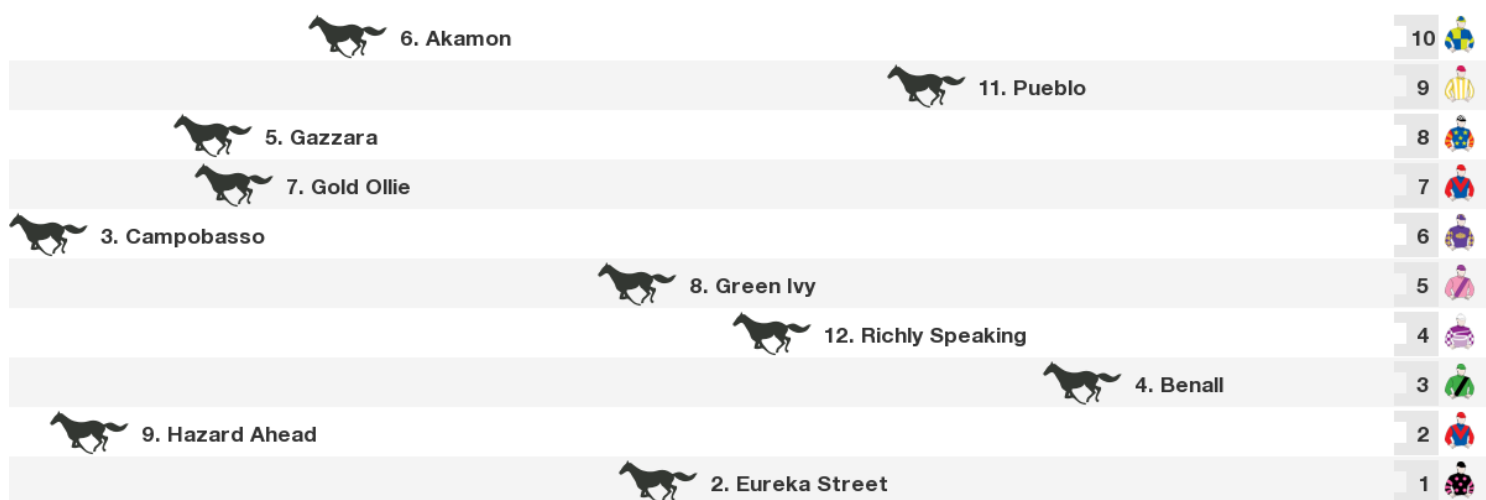 6. Akamon 10
11. Pueblo 9
5. Gazzara 8
7. Gold Ollie 7
3. Campobasso 6
8. Green Ivy 5
12. Richly Speaking 4
4. Benall 3
9. Hazard Ahead 2
2. Eureka Street 1